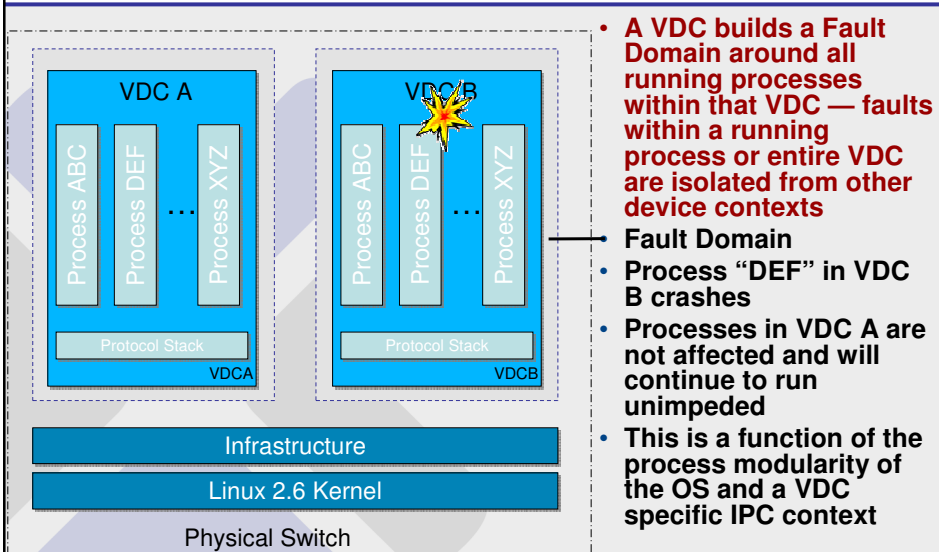 VDC A
Process ABC
Process DEF
...
Process XYZ
Protocol Stack
VDCA
VDC B
Process ABC
Process DEF
...
Process XYZ
Protocol Stack
VDCB
Infrastructure
Linux 2.6 Kernel
Physical Switch
• A VDC builds a Fault
Domain around all
running processes
within that VDC — faults
within a running
process or entire VDC
are isolated from other
device contexts
• Fault Domain
• Process “DEF” in VDC
B crashes
• Processes in VDC A are
not affected and will
continue to run
unimpeded
• This is a function of the
process modularity of
the OS and a VDC
specific IPC context